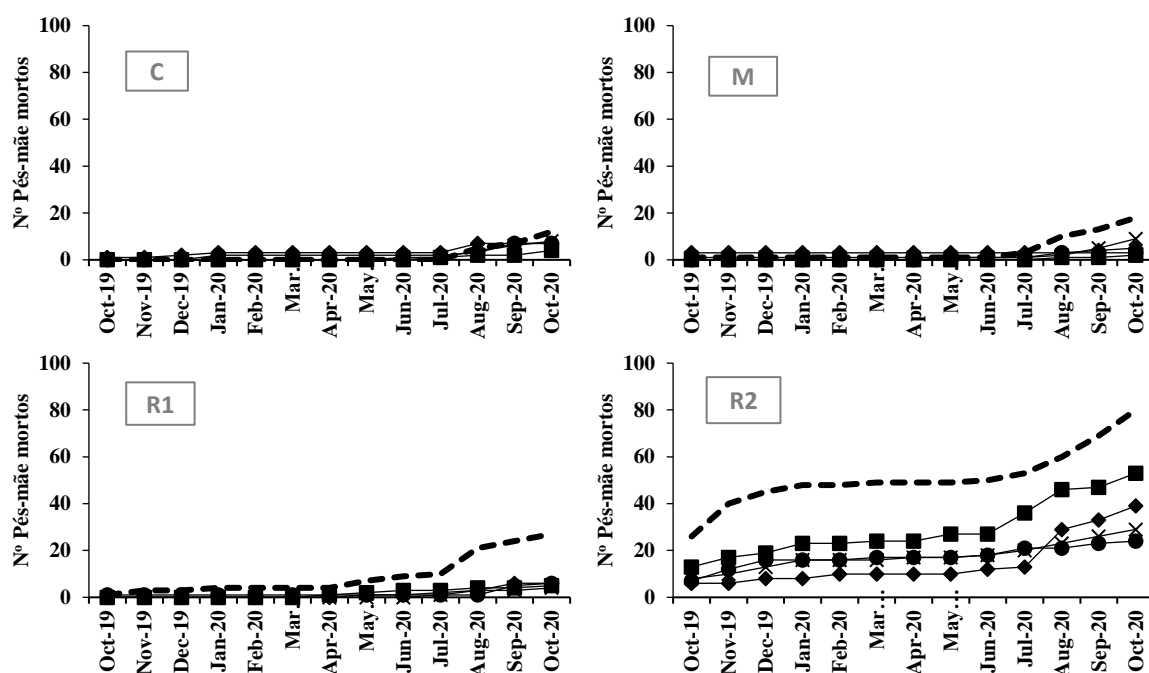 Nº Pés-mãe mortos
100
80
60
40
20
0
C
Oct-19
Nov-19
Dec-19
Jan-20
Feb-20
Mar…
Apr-20
May…
Jun-20
Jul-20
Aug-20
Sep-20
Oct-20
Nº Pés-mãe mortos
100
80
60
40
20
0
M
Oct-19
Nov-19
Dec-19
Jan-20
Feb-20
Mar…
Apr-20
May…
Jun-20
Jul-20
Aug-20
Sep-20
Oct-20
Nº Pés-mãe mortos
100
80
60
40
20
0
R1
Oct-19
Nov-19
Dec-19
Jan-20
Feb-20
Mar…
Apr-20
May…
Jun-20
Jul-20
Aug-20
Sep-20
Oct-20
Nº Pés-mãe mortos
100
80
60
40
20
0
R2
Oct-19
Nov-19
Dec-19
Jan-20
Feb-20
Mar…
Apr-20
May…
Jun-20
Jul-20
Aug-20
Sep-20
Oct-20